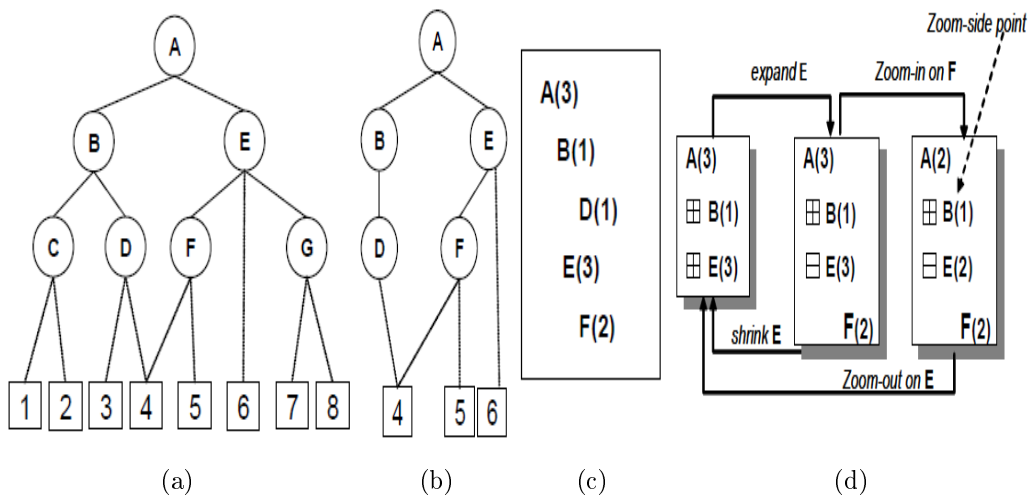 A
B
E
C
D
F
G
1 2 3 4 5 6 7 8
(a)
A
B
E
D
F
4 5 6
(b)
A(3)
B(1)
D(1)
E(3)
F(2)
(c)
Zoom-side point
expand E
Zoom-in on F
A(3)
B(1)
E(3)
A(3)
B(1)
E(3)
F(2)
A(2)
B(1)
E(2)
F(2)
shrink E
Zoom-out on E
(d)